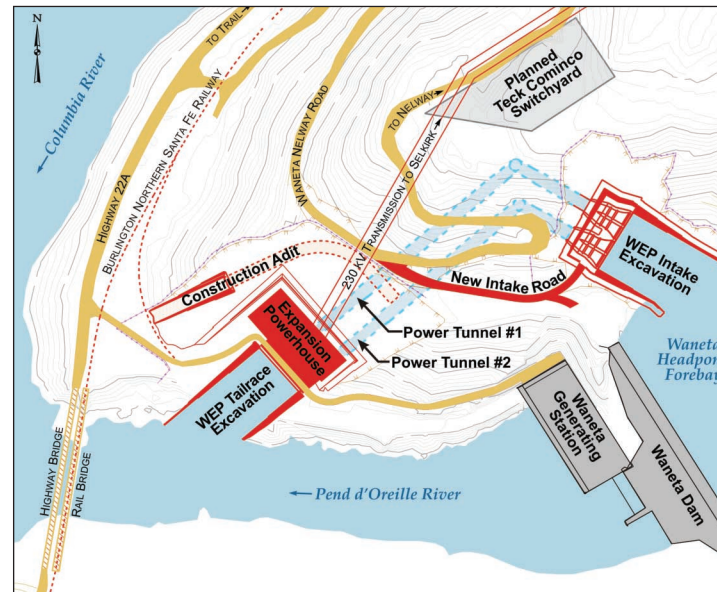 N
TO TRAIL
Columbia River
HIGHWAY 22A
BURLINGTON NORTHERN SANTA FE RAILWAY
WANETA NELWAY ROAD
TO NELWAY
Planned
Teck Cominco
Switchyard
230 KV TRANSMISSION TO SELKIRK
Construction Adit
New Intake Road
WEP Intake
Excavation
Expansion
Powerhouse
Power Tunnel #1
Power Tunnel #2
WEP Tailrace
Excavation
Waneta
Headpon
Forebay
Waneta
Generating
Station
Waneta Dam
HIGHWAY BRIDGE
RAIL BRIDGE
Pend d'Oreille River